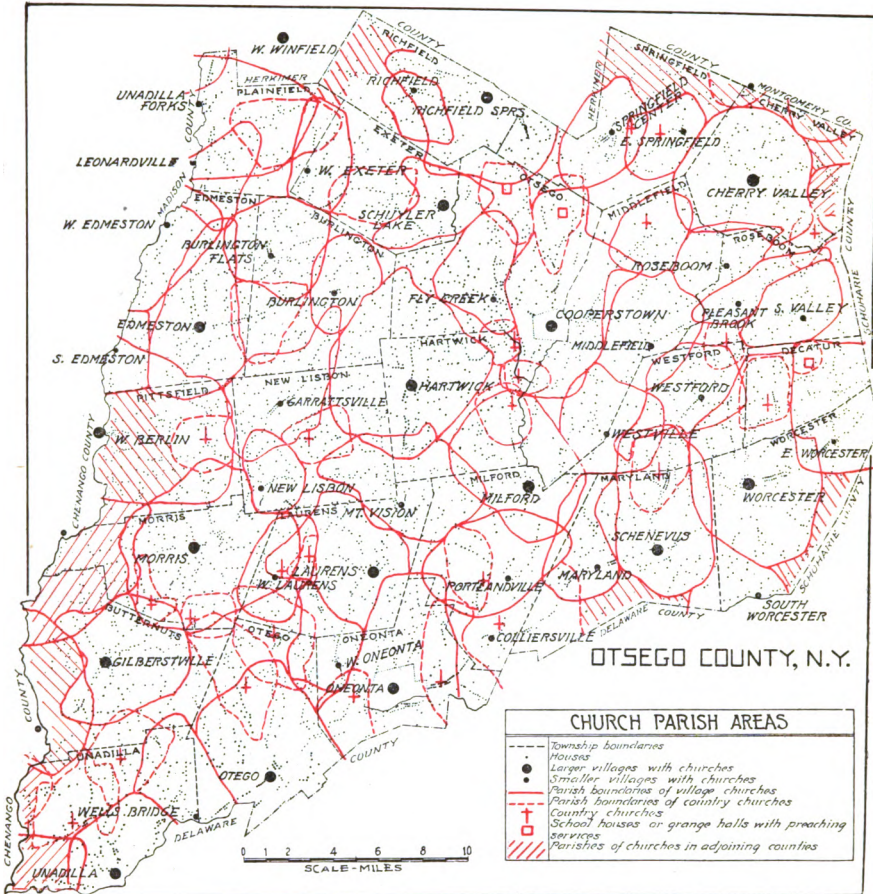 COUNTY
W. WINFIELD
RICHFIELD
COUNTY
SPRINGFIELD
HERKIMER
PLAINFIELD
RICHFIELD
HERKIMER
MONTGOMERY CO.
UNADILLA
FORKS
RICHFIELD SPRS.
SPRINGFIELD
CENTER
CHERRY VALLEY
COUNTY
E. SPRINGFIELD
EXETER
LEONARDVILLE
W. EXETER
OTSEGO
CHERRY VALLEY
MADISON
EDMESTON
SCHUYLER
LAKE
MIDDLEFIELD
COUNTY
W. EDMESTON
BURLINGTON
ROSEBOOM
BURLINGTON
FLATS
ROSEBOOM
BURLINGTON
FLY CREEK
SCHOHARIE
COOPERSTOWN
PLEASANT
BROOK
S. VALLEY
EDMESTON
HARTWICK
MIDDLEFIELD
DECATUR
S. EDMESTON
WESTFORD
NEW LISBON
PITTSFIELD
HARTWICK
WESTFORD
GARRATTSVILLE
W. BERLIN
WESTVILLE
WORCESTER
E. WORCESTER
CHENANGO COUNTY
MILFORD
MARYLAND
NEW LISBON
MILFORD
WORCESTER
MORRIS
LAURENS
MT. VISION
SCHENEVUS
SCHOHARIE COUNTY
MORRIS
LAURENS
W. LAURENS
PORTLANDVILLE
MARYLAND
SOUTH
WORCESTER
BUTTERNUTS
OTEGO
ONEONTA
DELAWARE
COUNTY
COLLIERSVILLE
GILBERSTVILLE
W. ONEONTA
OTSEGO COUNTY, N.Y.
ONEONTA
COUNTY
COUNTY
UNADILLA
OTEGO
WELLS BRIDGE
DELAWARE
CHENANGO
UNADILLA
0 2 4 6 8 10
SCALE-MILES
CHURCH PARISH AREAS
Township boundaries
Houses
Larger villages with churches
Smaller villages with churches
Parish boundaries of village churches
Parish boundaries of country churches
Country churches
School houses or grange halls with preaching
services
Parishes of churches in adjoining counties